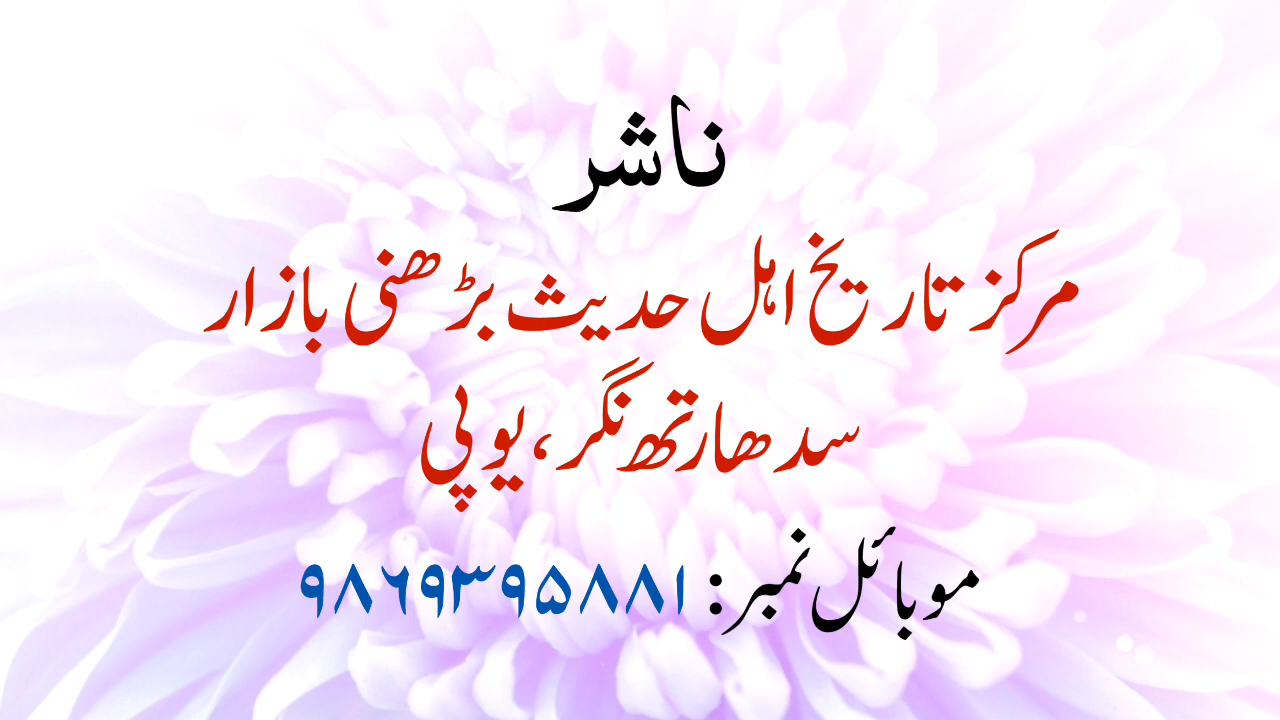 ناشر
مرکز تاریخ اہل حدیث بڑھنی بازار
سدھارتھ نگر، یوپی
موبائل نمبر: ۹۸۶۹۳۹۵۸۸۱